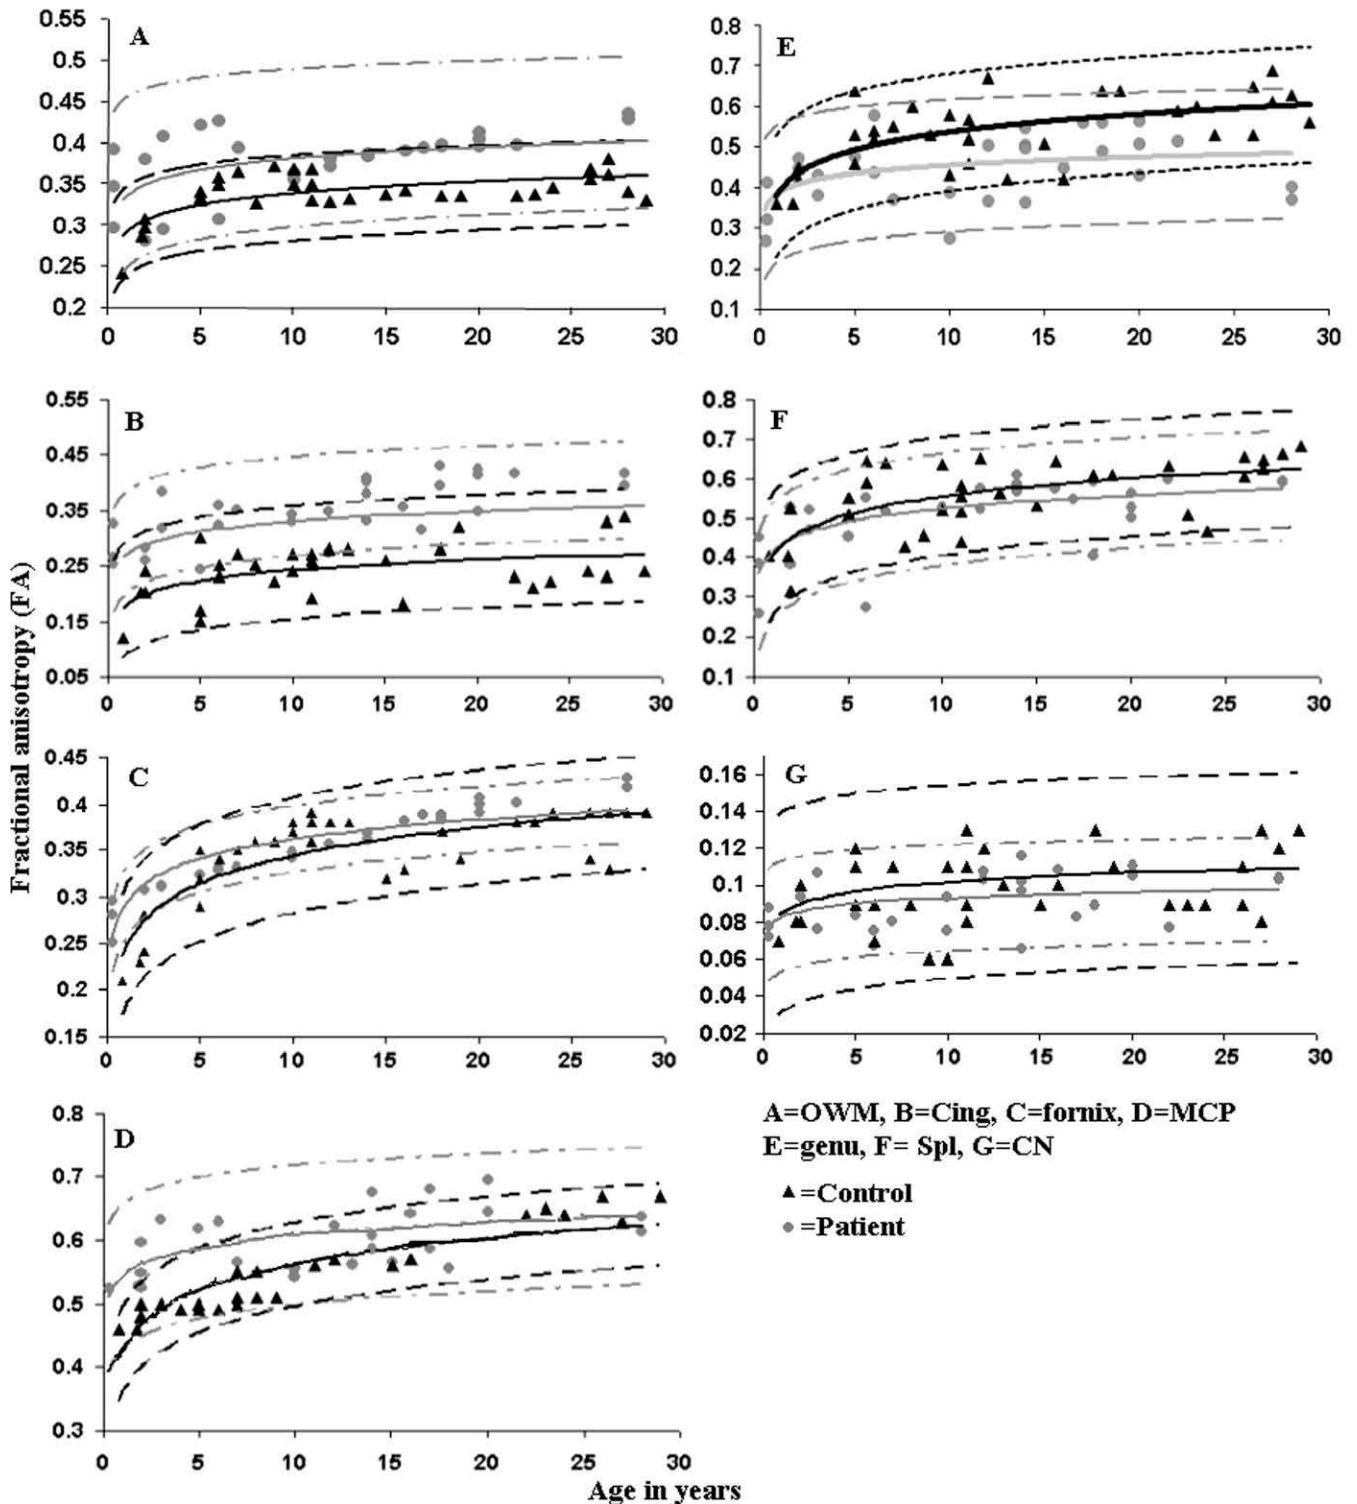 0.55
0.5
0.45
0.4
0.35
0.3
0.25
0.2
A
0 5 10 15 20 25 30
0.8
0.7
0.6
0.5
0.4
0.3
0.2
0.1
E
0 5 10 15 20 25 30
0.55
0.45
0.35
0.25
0.15
0.05
B
0 5 10 15 20 25 30
0.8
0.7
0.6
0.5
0.4
0.3
0.2
0.1
F
0 5 10 15 20 25 30
Fractional anisotropy (FA)
0.45
0.4
0.35
0.3
0.25
0.2
0.15
C
0 5 10 15 20 25 30
0.16
0.14
0.12
0.1
0.08
0.06
0.04
0.02
G
0 5 10 15 20 25 30
0.8
0.7
0.6
0.5
0.4
0.3
D
0 5 10 15 20 25 30
A=OWM, B=Cing, C=fornix, D=MCP
E=genu, F= Spl, G=CN
▲=Control
●=Patient
Age in years